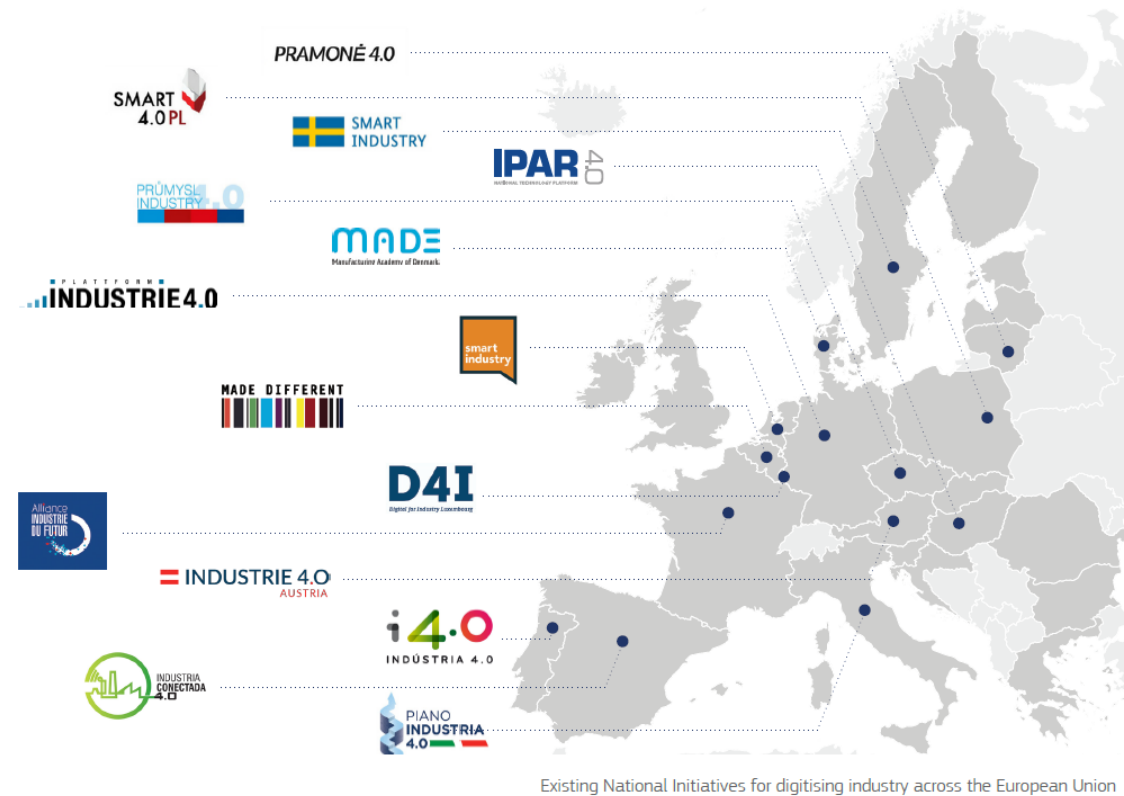 PRAMONĖ 4.0
SMART
4.0 PL
SMART
INDUSTRY
IPAR 4.0
NATIONAL TECHNOLOGY PLATFORM
PRŮMYSL
INDUSTRY 4.0
MADE
Manufacturing Academy of Denmark.
PLATTFORM
INDUSTRIE 4.0
smart
industry
MADE DIFFERENT
D4I
Digital for Industry Luxembourg
Alliance
INDUSTRIE
DU FUTUR
INDUSTRIE 4.0
AUSTRIA
i4.0
INDÚSTRIA 4.0
INDUSTRIA
CONECTADA
4.0
PIANO
INDUSTRIA
4.0
Existing National Initiatives for digitising industry across the European Union